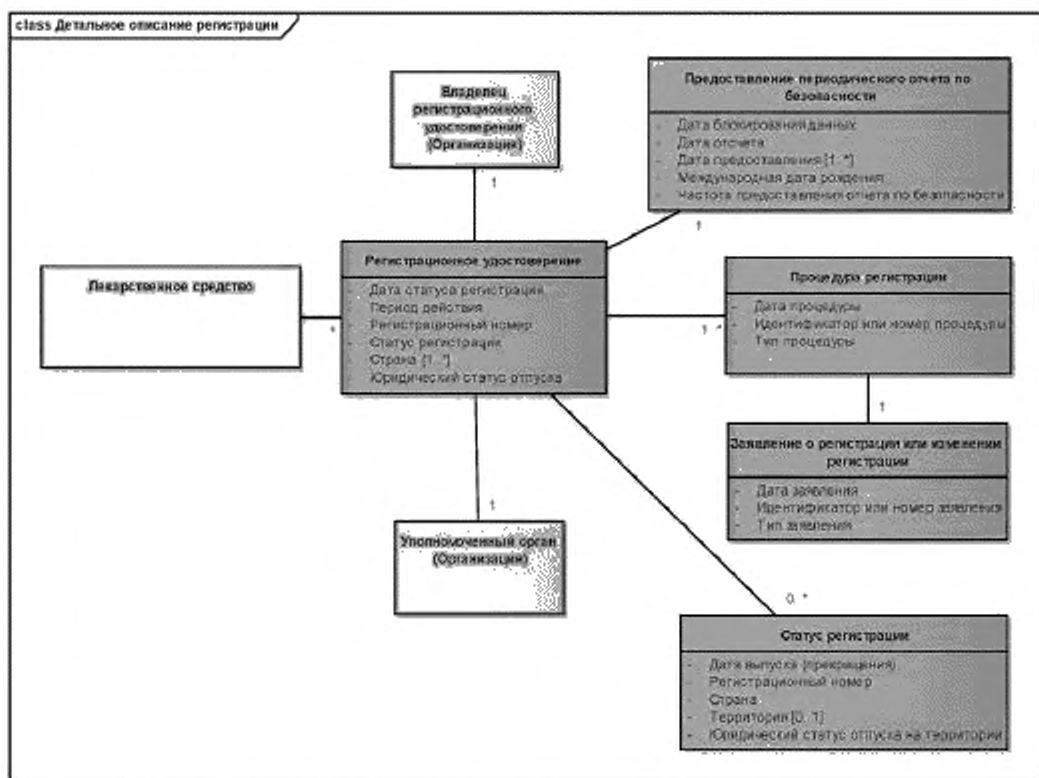 class Детальное описание регистрации
Владелец
регистрационного
удостоверения
(Организация)
1
Предоставление периодического отчета по
безопасности
- Дата блокирования данных
- Дата отсчета
- Дата предоставления [1..*]
- Международная дата рождения
- Частота предоставления отчета по безопасности
1
Лекарственное средство
*
Регистрационное удостоверение
- Дата статуса регистрации
- Период действия
- Регистрационный номер
- Статус регистрации
- Страна [1..*]
- Юридический статус отпуска
Процедура регистрации
- Дата процедуры
- Идентификатор или номер процедуры
- Тип процедуры
1..*
1
Заявление о регистрации или изменении
регистрации
- Дата заявления
- Идентификатор или номер заявления
- Тип заявления
1
Уполномоченный орган
(Организация)
0..*
Статус регистрации
- Дата выпуска (прекращения)
- Регистрационный номер
- Страна
- Территория [0..1]
- Юридический статус отпуска на территории